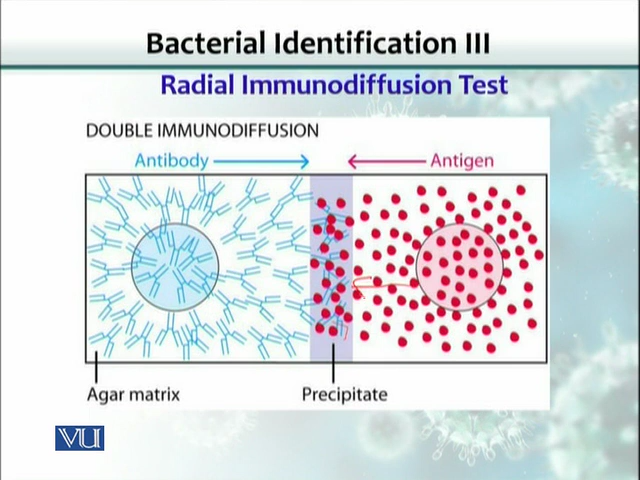 Bacterial Identification III
Radial Immunodiffusion Test
DOUBLE IMMUNODIFFUSION
Antibody
Antigen
Agar matrix
Precipitate
VU